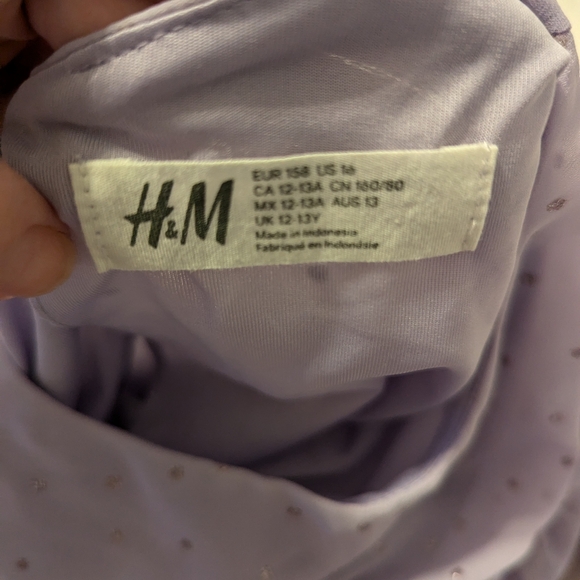 H&M
EUR 158 US 16
CA 12-13A CN 160/80
MX 12-13A AUS 13
UK 12-13Y
Made in Indonesia
Fabriqué en Indonésie